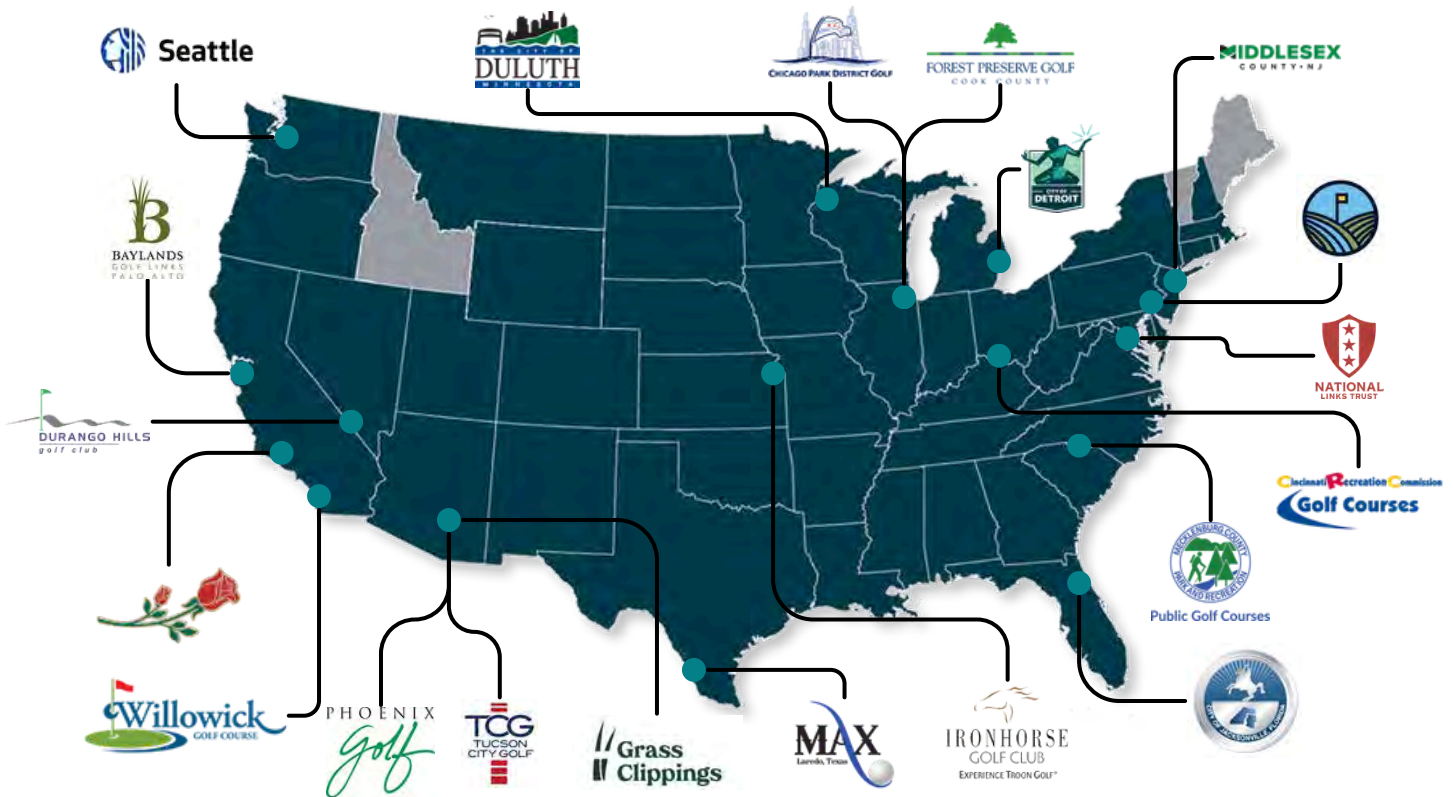 Seattle
THE CITY OF
DULUTH
MINNESOTA
CHICAGO PARK DISTRICT GOLF
FOREST PRESERVE GOLF
COOK COUNTY
MIDDLESEX
COUNTY•NJ
CITY OF
DETROIT
B
BAYLANDS
GOLF LINKS
PALO ALTO
NATIONAL
LINKS TRUST
DURANGO HILLS
golf club
Cincinnati Recreation Commission
Golf Courses
MECKLENBURG COUNTY
PARK AND RECREATION
Public Golf Courses
Willowick
GOLF COURSE
PHOENIX
golf
TCG
TUCSON
CITY GOLF
Grass
Clippings
MAX
Laredo, Texas
IRONHORSE
GOLF CLUB
EXPERIENCE TROON GOLF
CITY OF JACKSONVILLE, FLORIDA